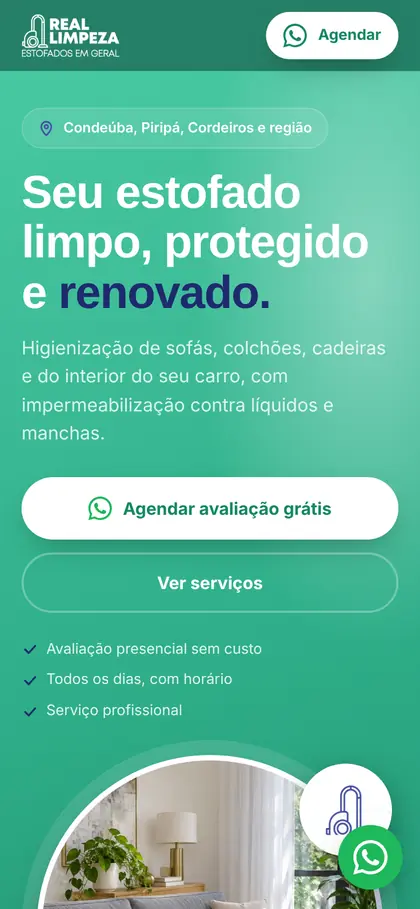 REAL
LIMPEZA
ESTOFADOS EM GERAL
Agendar
Condeúba, Piripá, Cordeiros e região
Seu estofado
limpo, protegido
e renovado.
Higienização de sofás, colchões, cadeiras
e do interior do seu carro, com
impermeabilização contra líquidos e
manchas.
Agendar avaliação grátis
Ver serviços
Avaliação presencial sem custo
Todos os dias, com horário
Serviço profissional